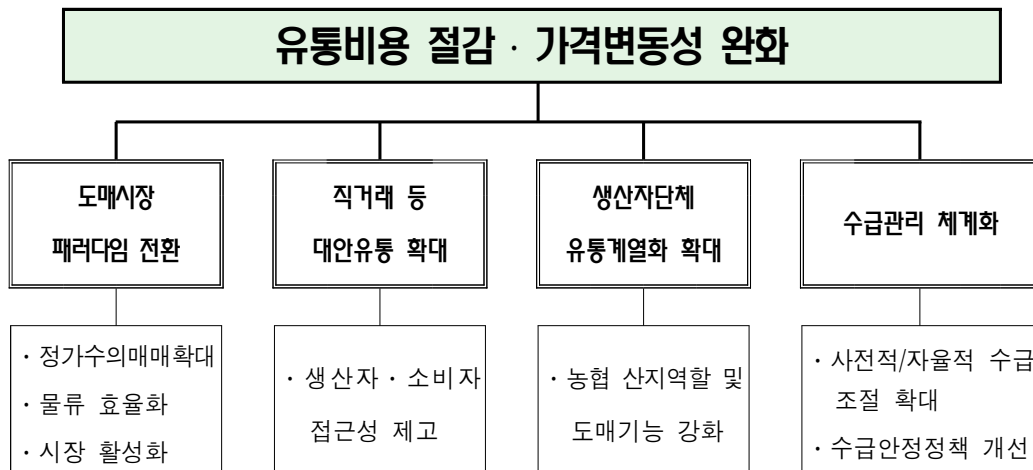 유통비용 절감 · 가격변동성 완화
도매시장
패러다임 전환
직거래 등
대안유통 확대
생산자단체
유통계열화 확대
수급관리 체계화
· 정가수의매매확대
· 물류 효율화
· 시장 활성화
· 생산자 · 소비자
접근성 제고
· 농협 산지역할 및
도매기능 강화
· 사전적/자율적 수급
조절 확대
· 수급안정정책 개선